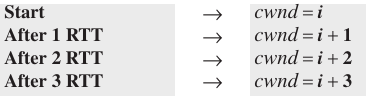 Start → cwnd = i
After 1 RTT → cwnd = i + 1
After 2 RTT → cwnd = i + 2
After 3 RTT → cwnd = i + 3